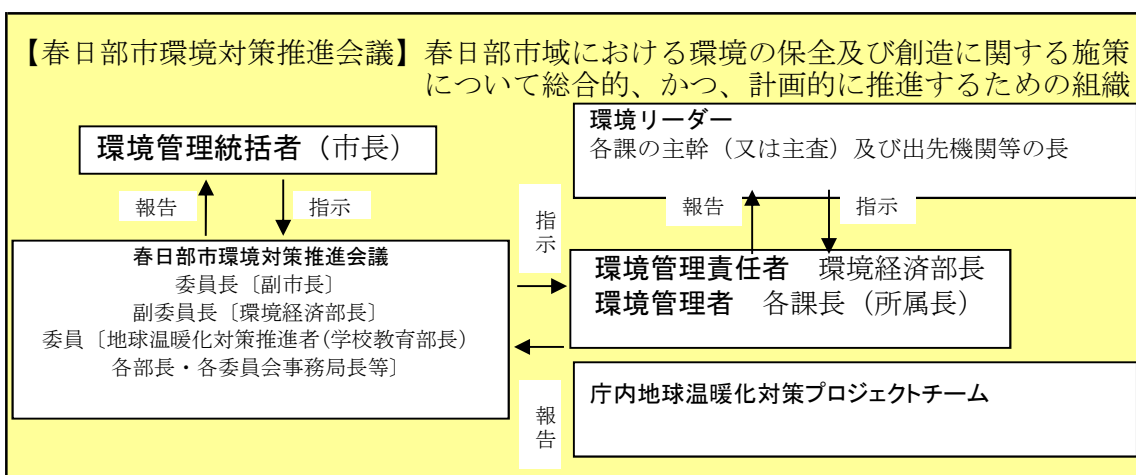 【春日部市環境対策推進会議】春日部市域における環境の保全及び創造に関する施策
について総合的、かつ、計画的に推進するための組織
環境管理統括者（市長）
報告
指示
春日部市環境対策推進会議
委員長〔副市長〕
副委員長〔環境経済部長〕
委員〔地球温暖化対策推進者(学校教育部長）
各部長・各委員会事務局長等〕
指示
報告
環境リーダー
各課の主幹（又は主査）及び出先機関等の長
報告
指示
環境管理責任者　環境経済部長
環境管理者　各課長（所属長）
庁内地球温暖化対策プロジェクトチーム